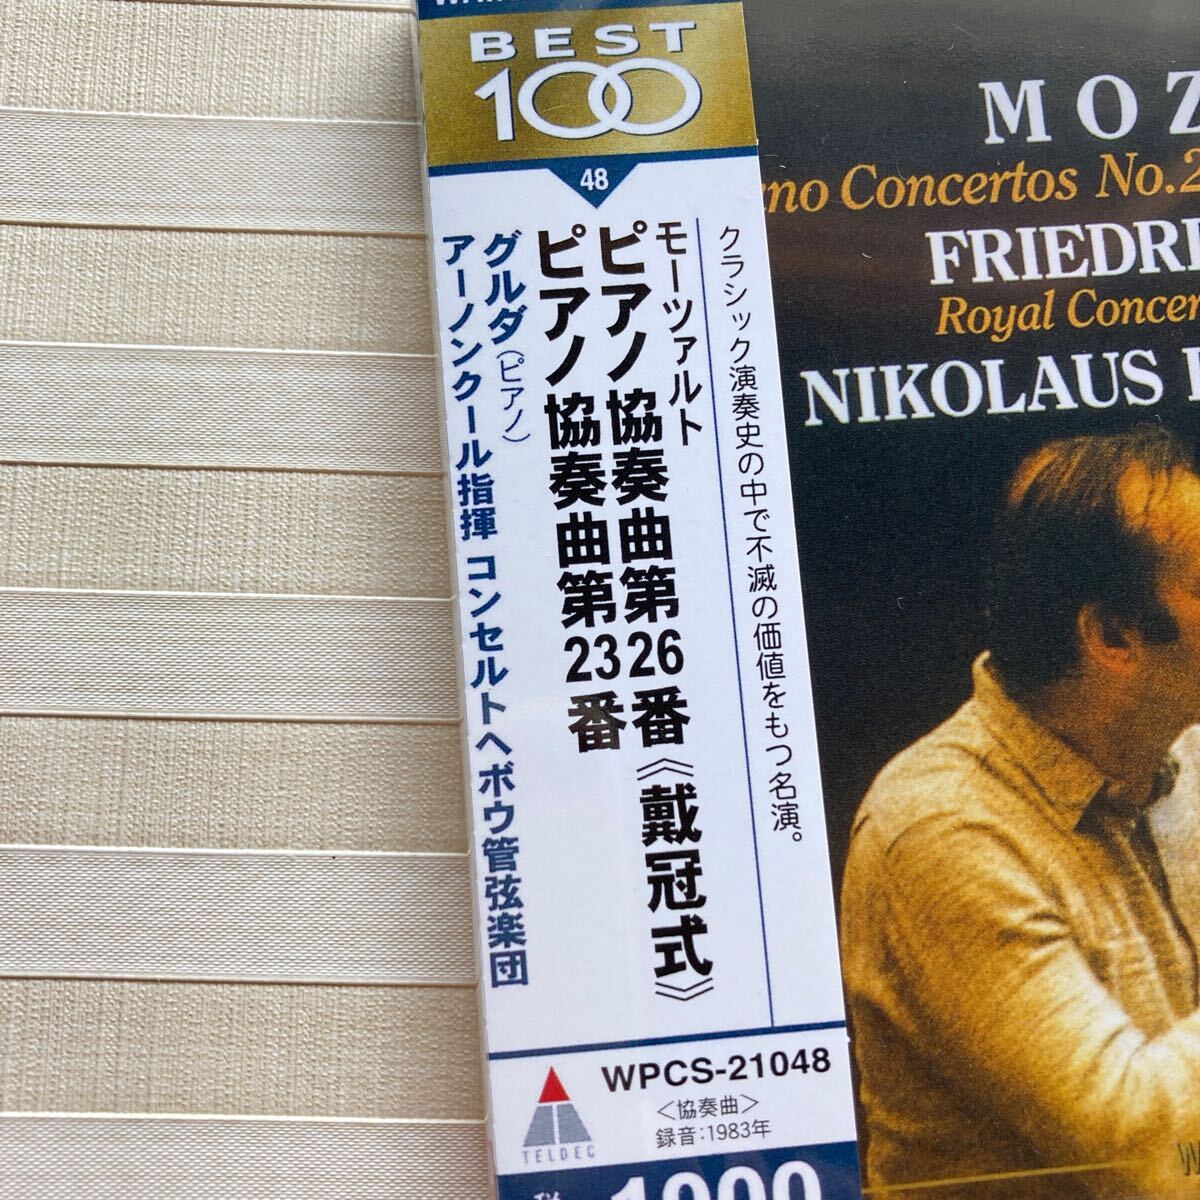 BEST
100
48
クラシック演奏史の中で不滅の価値をもつ名演。
モーツァルト
ピアノ協奏曲第26番《戴冠式》
ピアノ協奏曲第23番
グルダ(ピアノ)
アーノンクール指揮 コンセルトヘボウ管弦楽団
WPCS-21048
<協奏曲>
録音:1983年
TELDEC
MOZ
no Concertos No.2
FRIEDRI
Royal Concer
NIKOLAUS